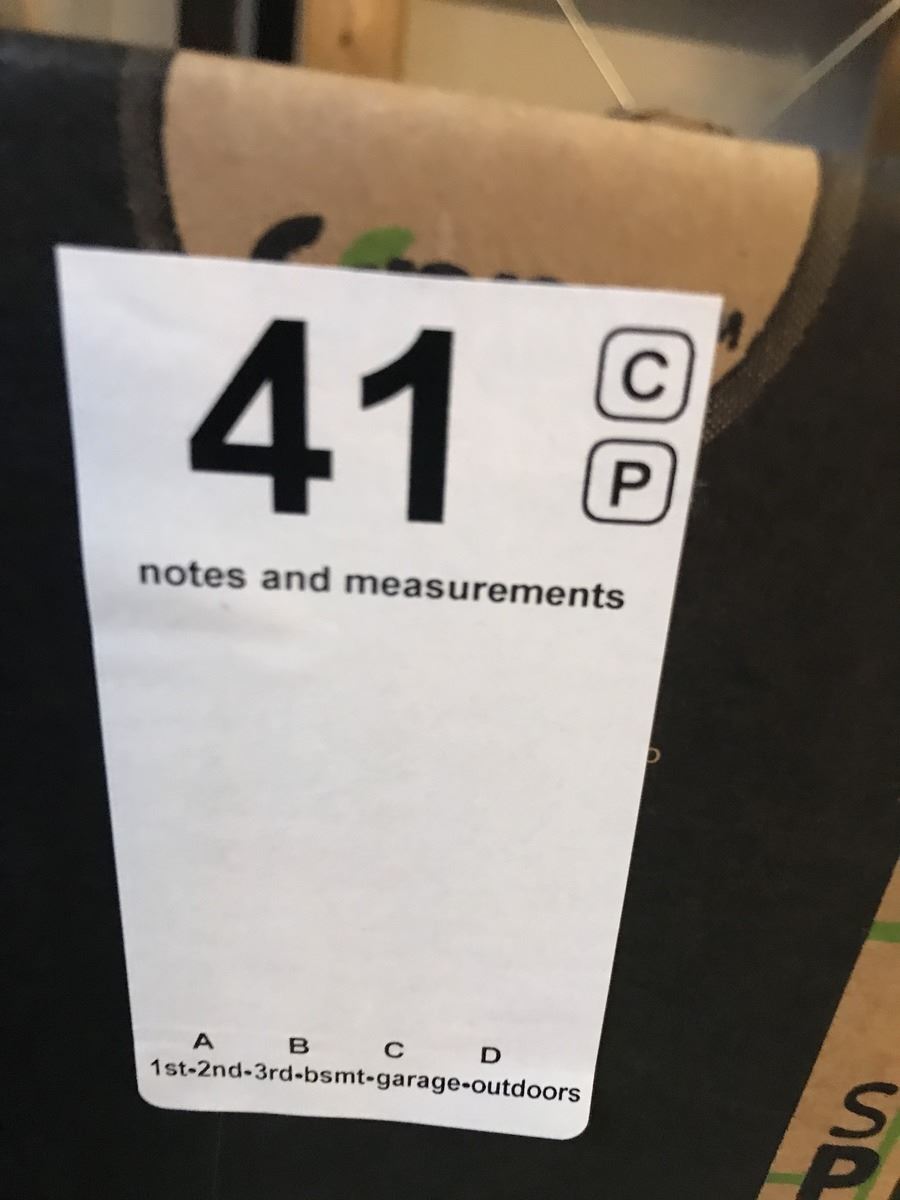 41
C
P
notes and measurements
A B C D
1st-2nd-3rd-bsmt-garage-outdoors
S
P